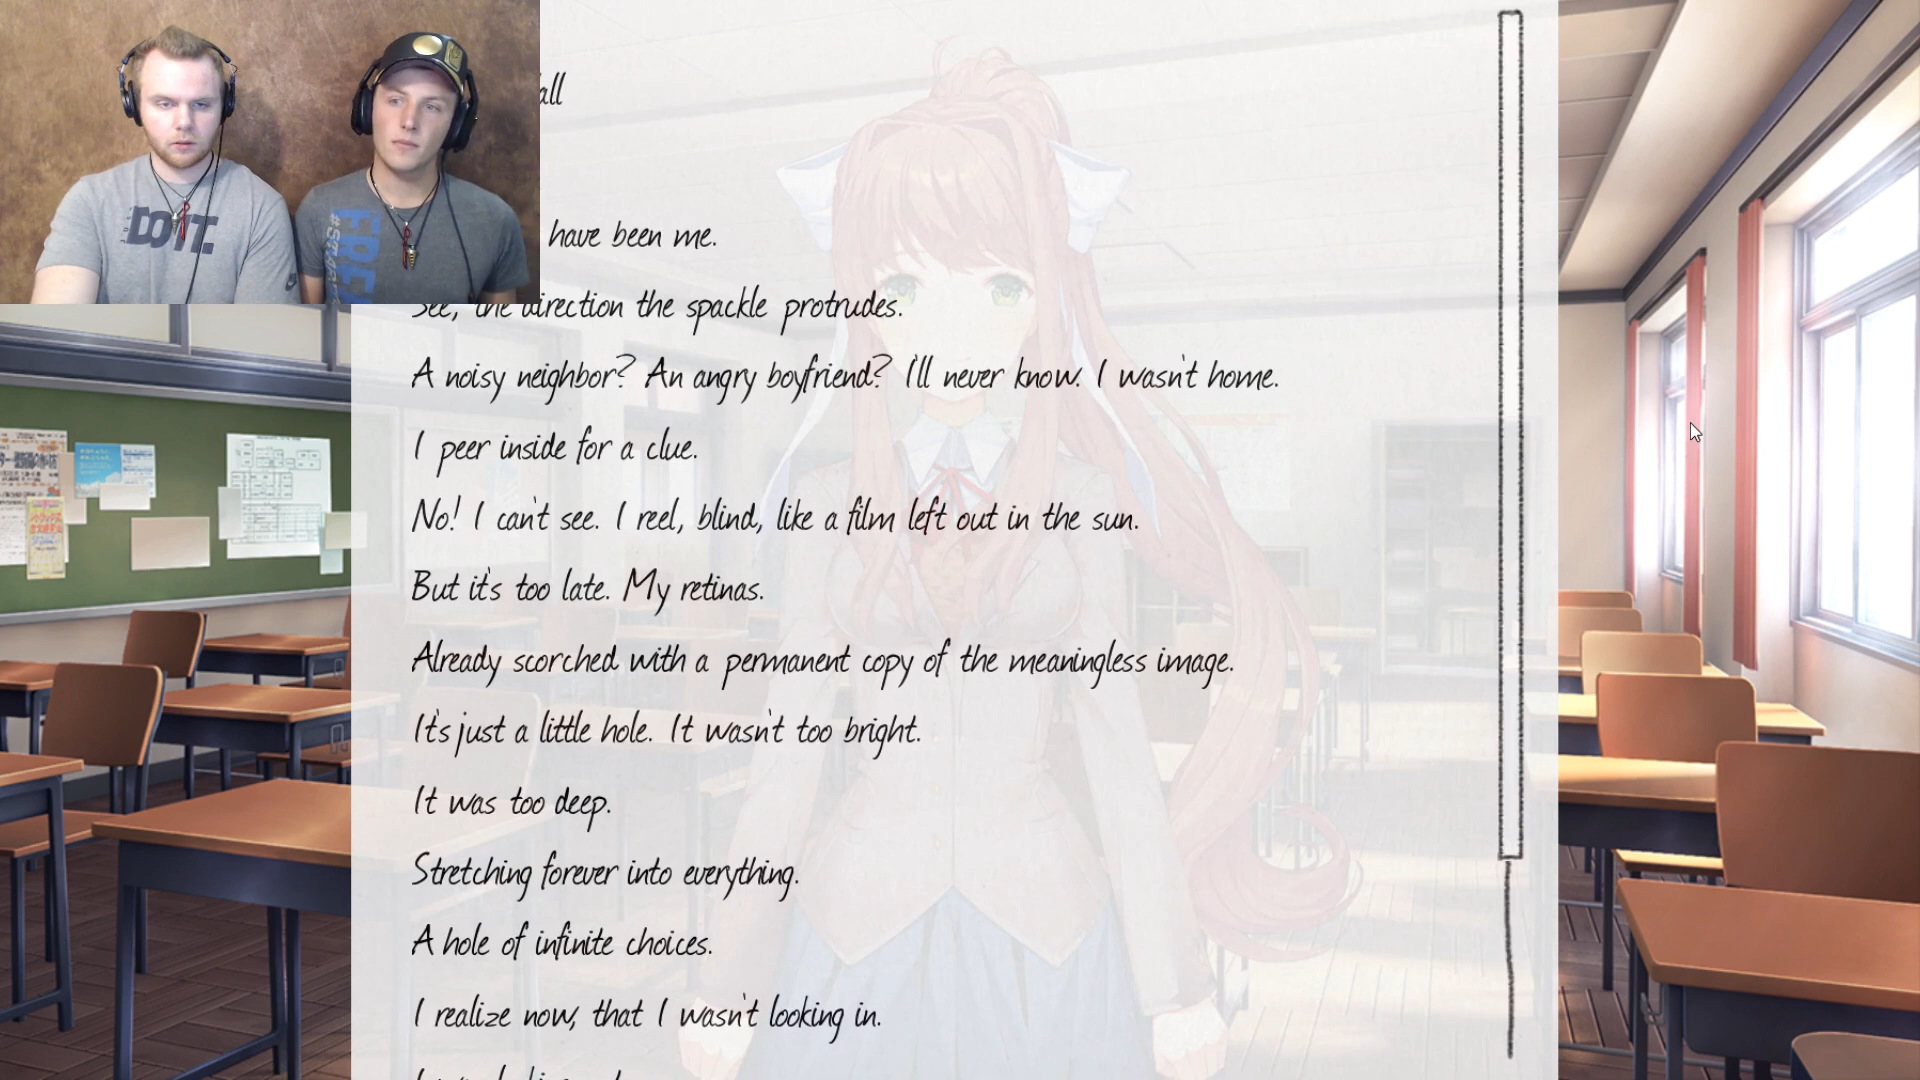 all
have been me.
See, the direction the spackle protrudes.
A noisy neighbor? An angry boyfriend? I'll never know. I wasn't home.
I peer inside for a clue.
No! I can't see. I reel, blind, like a film left out in the sun.
But it's too late. My retinas.
Already scorched with a permanent copy of the meaningless image.
It's just a little hole. It wasn't too bright.
It was too deep.
Stretching forever into everything.
A hole of infinite choices.
I realize now, that I wasn't looking in.